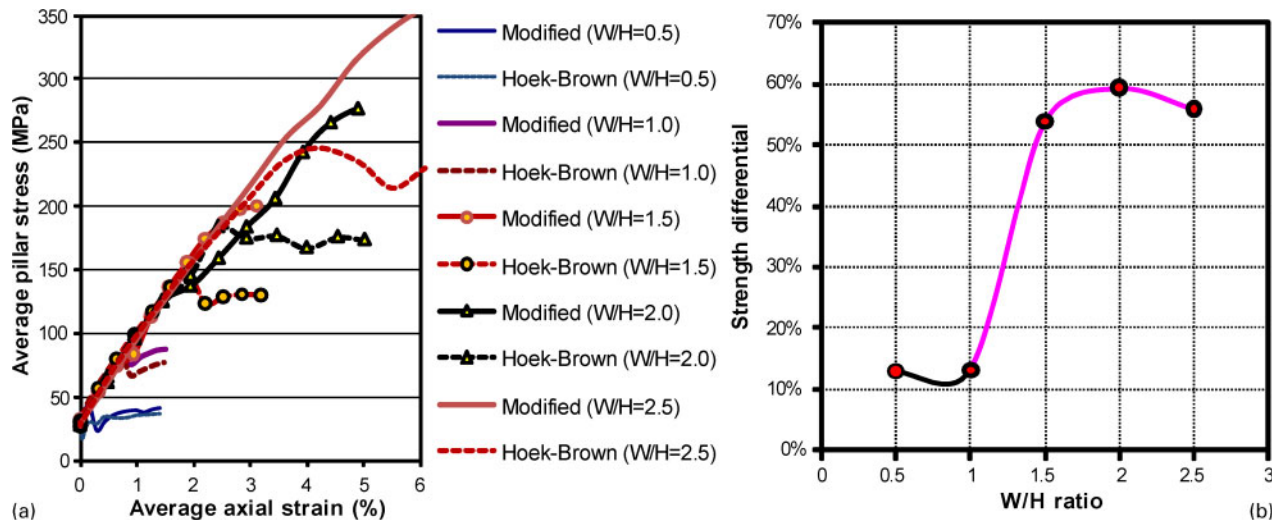 350
300
250
200
150
100
50
0
Average pilpilar stress (MPa)
0 1 2 3 4 5 6
Average axial strain (%)
(a)
Modified (W/H=0.5)
Hoek-Brown (W/H=0.5)
Modified (W/H=1.0)
Hoek-Brown (W/H=1.0)
Modified (W/H=1.5)
Hoek-Brown (W/H=1.5)
Modified (W/H=2.0)
Hoek-Brown (W/H=2.0)
Modified (W/H=2.5)
Hoek-Brown (W/H=2.5)
70%
60%
50%
40%
30%
20%
10%
0%
Strength differential
0 0.5 1 1.5 2 2.5 3
W/H ratio
(b)